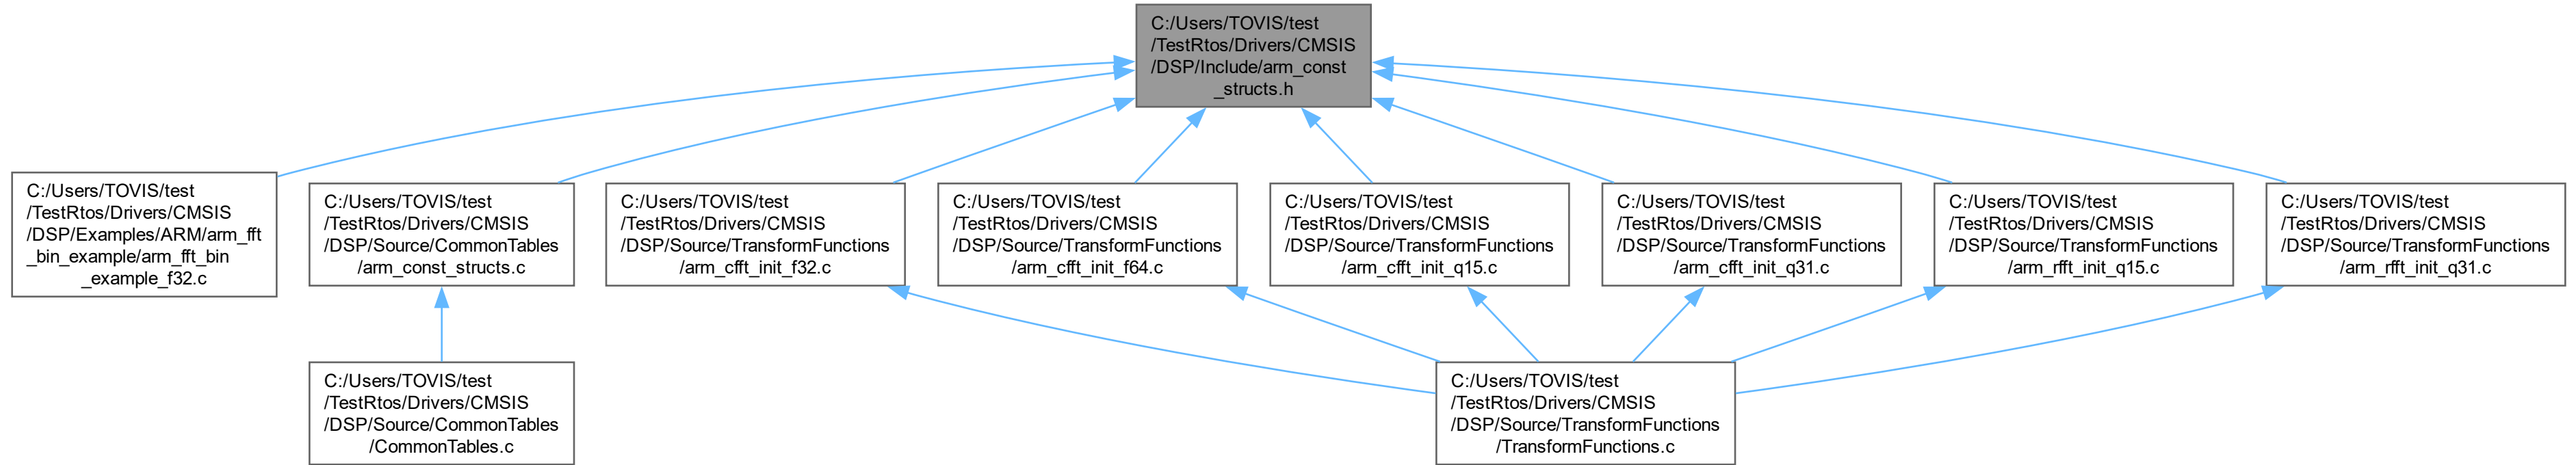 C:/Users/TOVIS/test
/TestRtos/Drivers/CMSIS
/DSP/Include/arm_const
_structs.h
C:/Users/TOVIS/test
/TestRtos/Drivers/CMSIS
/DSP/Examples/ARM/arm_fft
_bin_example/arm_fft_bin
_example_f32.c
C:/Users/TOVIS/test
/TestRtos/Drivers/CMSIS
/DSP/Source/CommonTables
/arm_const_structs.c
C:/Users/TOVIS/test
/TestRtos/Drivers/CMSIS
/DSP/Source/TransformFunctions
/arm_cfft_init_f32.c
C:/Users/TOVIS/test
/TestRtos/Drivers/CMSIS
/DSP/Source/TransformFunctions
/arm_cfft_init_f64.c
C:/Users/TOVIS/test
/TestRtos/Drivers/CMSIS
/DSP/Source/TransformFunctions
/arm_cfft_init_q15.c
C:/Users/TOVIS/test
/TestRtos/Drivers/CMSIS
/DSP/Source/TransformFunctions
/arm_cfft_init_q31.c
C:/Users/TOVIS/test
/TestRtos/Drivers/CMSIS
/DSP/Source/TransformFunctions
/arm_rfft_init_q15.c
C:/Users/TOVIS/test
/TestRtos/Drivers/CMSIS
/DSP/Source/TransformFunctions
/arm_rfft_init_q31.c
C:/Users/TOVIS/test
/TestRtos/Drivers/CMSIS
/DSP/Source/CommonTables
/CommonTables.c
C:/Users/TOVIS/test
/TestRtos/Drivers/CMSIS
/DSP/Source/TransformFunctions
/TransformFunctions.c